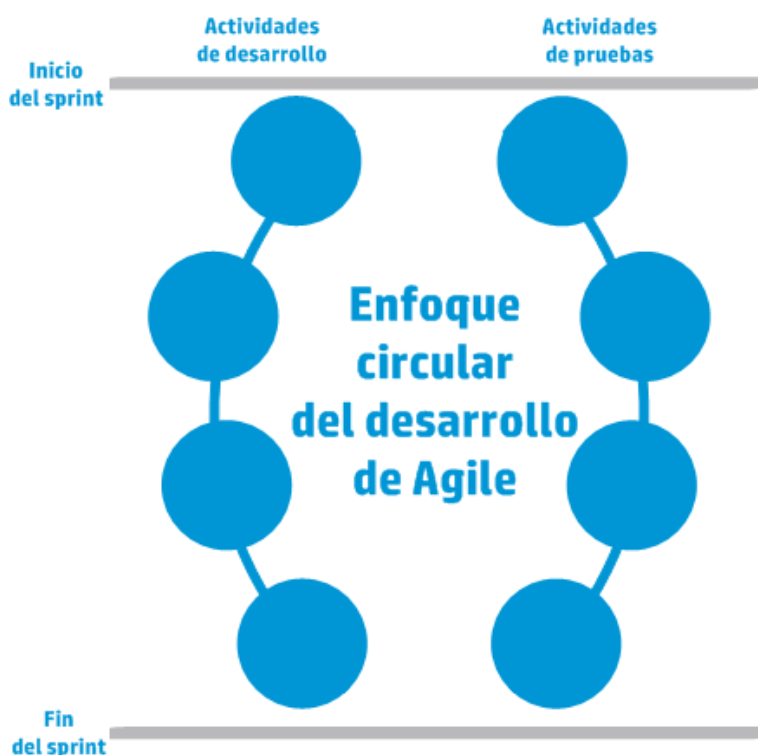 Actividades
de desarrollo
Actividades
de pruebas
Inicio
del sprint
Enfoque
circular
del desarrollo
de Agile
Fin
del sprint